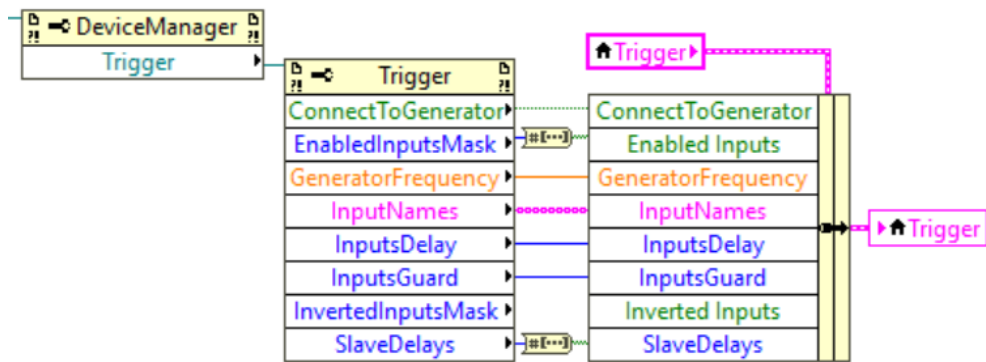 DeviceManager
Trigger
Trigger
ConnectToGenerator
EnabledInputsMask
GeneratorFrequency
InputNames
InputsDelay
InputsGuard
InvertedInputsMask
SlaveDelays
#[···]
#[···]
Trigger
ConnectToGenerator
Enabled Inputs
GeneratorFrequency
InputNames
InputsDelay
InputsGuard
Inverted Inputs
SlaveDelays
Trigger